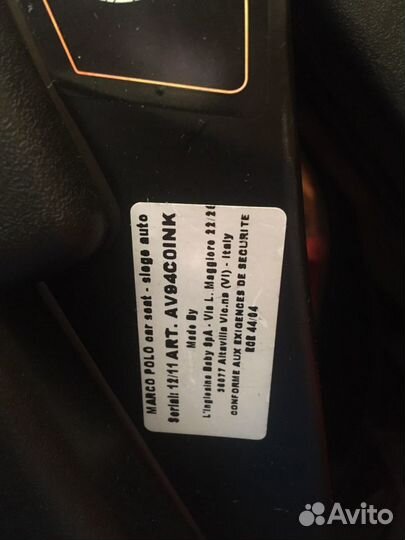 MARCO POLO car seat - siege auto
Serial: 12/11 ART. AV94C0INK
Made By
L'Inglesina Baby SpA - Via L. Maggiore 22/26
36077 Altavilla Vic.na (VI) - Italy
CONFORME AUX EXIGENCES DE SECURITE
ECE 44/04
Avito